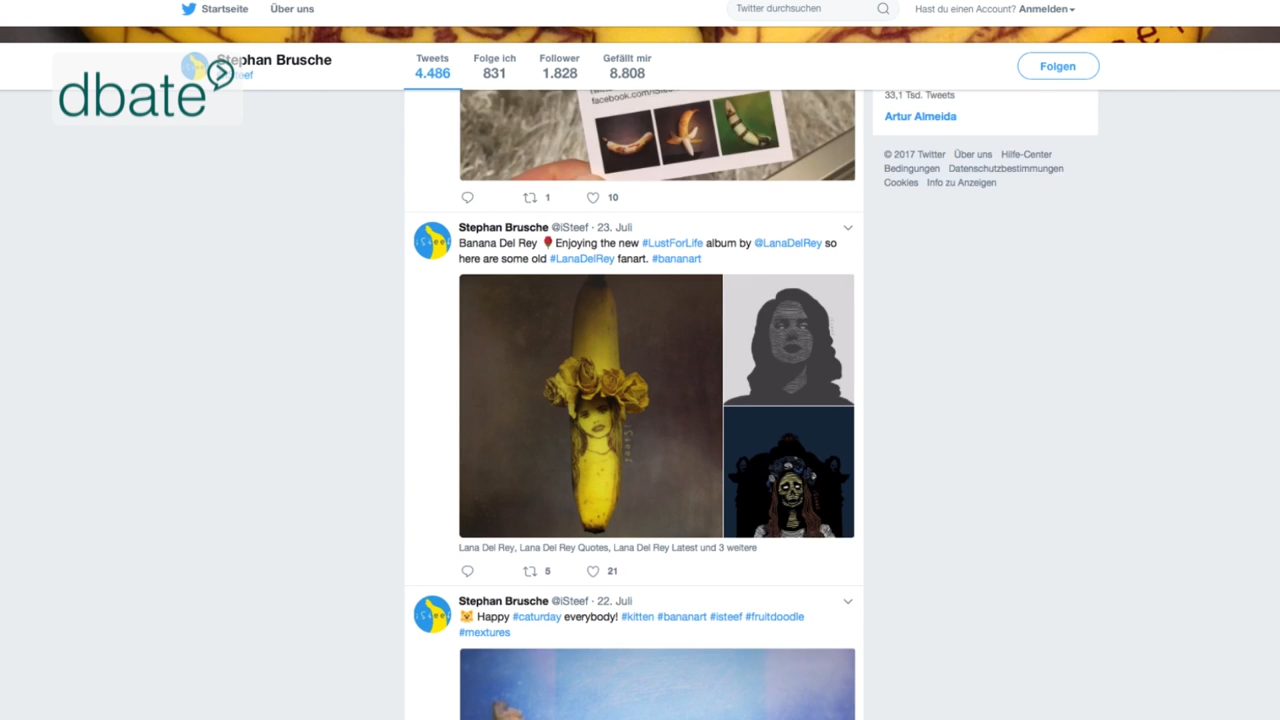 Startseite Über uns
Twitter durchsuchen
Hast du einen Account? Anmelden
dbate
Stephan Brusche
Tweets 4.486
Folge ich 831
Follower 1.828
Gefällt mir 8.808
Folgen
facebook.com/iSteef
33,1 Tsd. Tweets
Artur Almeida
© 2017 Twitter Über uns Hilfe-Center
Bedingungen Datenschutzbestimmungen
Cookies Info zu Anzeigen
1 10
Stephan Brusche @iSteef · 23. Juli
Banana Del Rey 🌹Enjoying the new #LustForLife album by @LanaDelRey so
here are some old #LanaDelRey fanart. #bananart
iSteef
Lana Del Rey, Lana Del Rey Quotes, Lana Del Rey Latest und 3 weitere
5 21
Stephan Brusche @iSteef · 22. Juli
Happy #caturday everybody! #kitten #bananart #isteef #fruitdoodle
#mextures